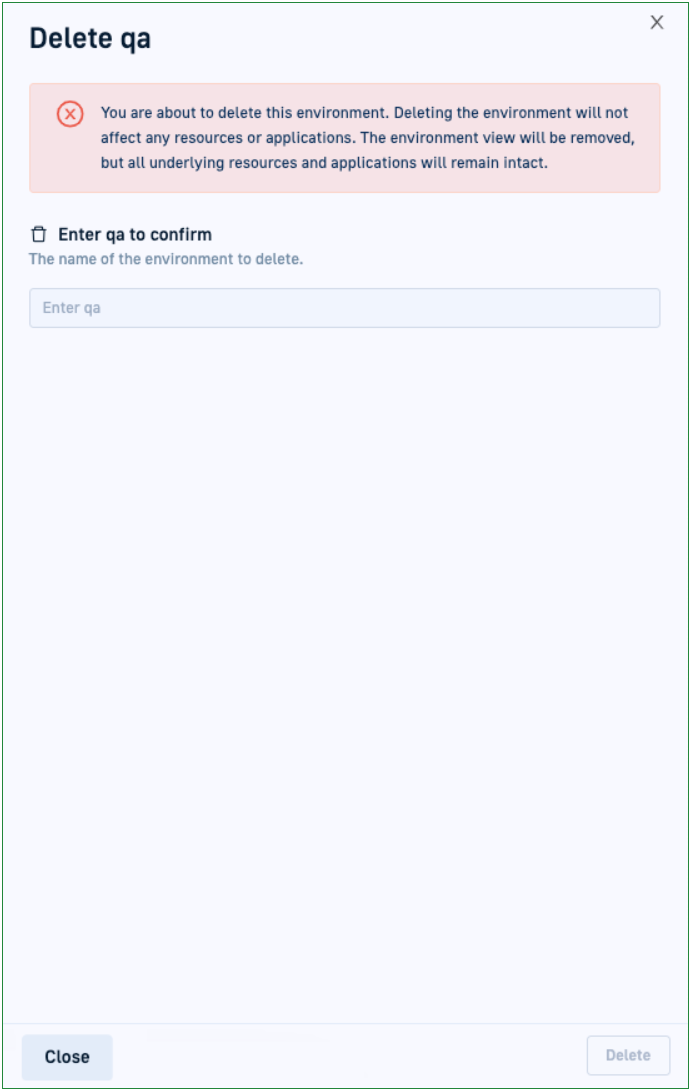 Delete qa
You are about to delete this environment. Deleting the environment will not
affect any resources or applications. The environment view will be removed,
but all underlying resources and applications will remain intact.
Enter qa to confirm
The name of the environment to delete.
Enter qa
Close
Delete